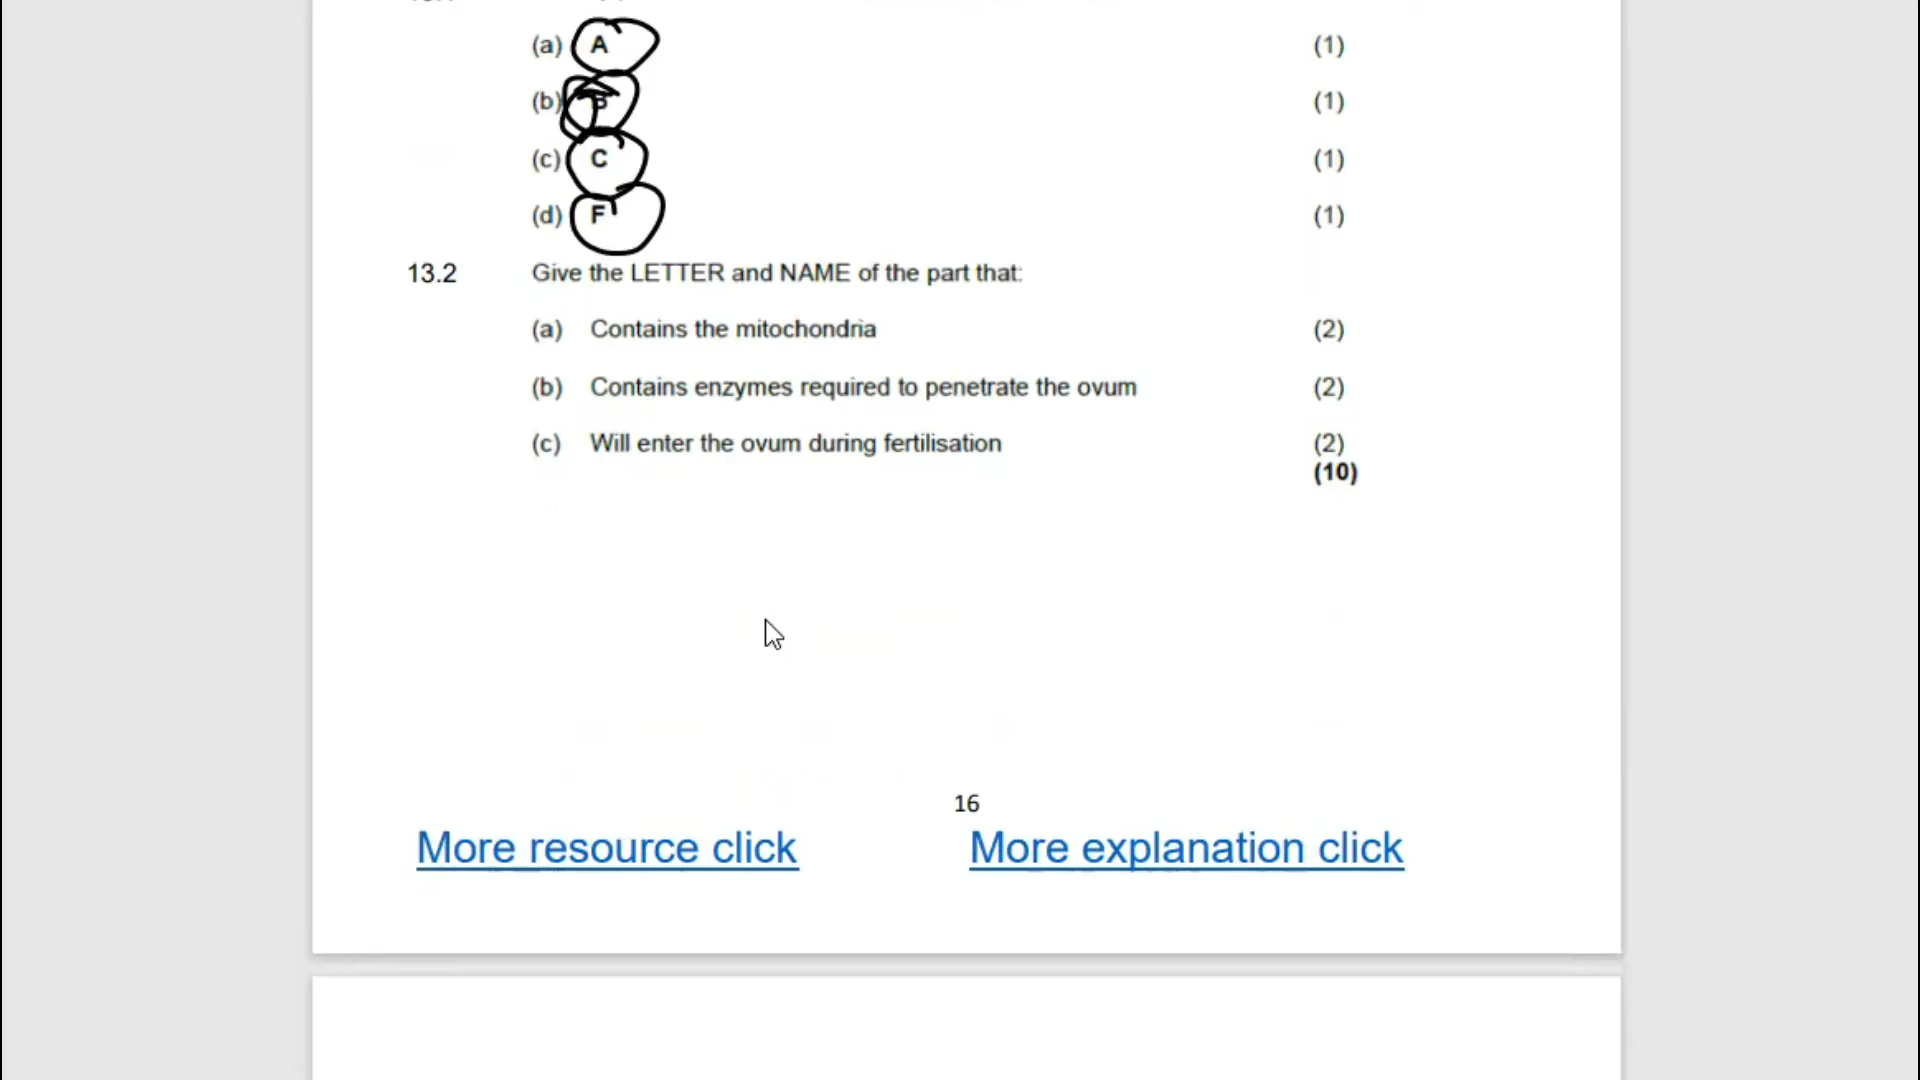 (a) A (1)
(b) B (1)
(c) C (1)
(d) F (1)
13.2 Give the LETTER and NAME of the part that:
(a) Contains the mitochondria (2)
(b) Contains enzymes required to penetrate the ovum (2)
(c) Will enter the ovum during fertilisation (2)
(10)
16
More resource click More explanation click